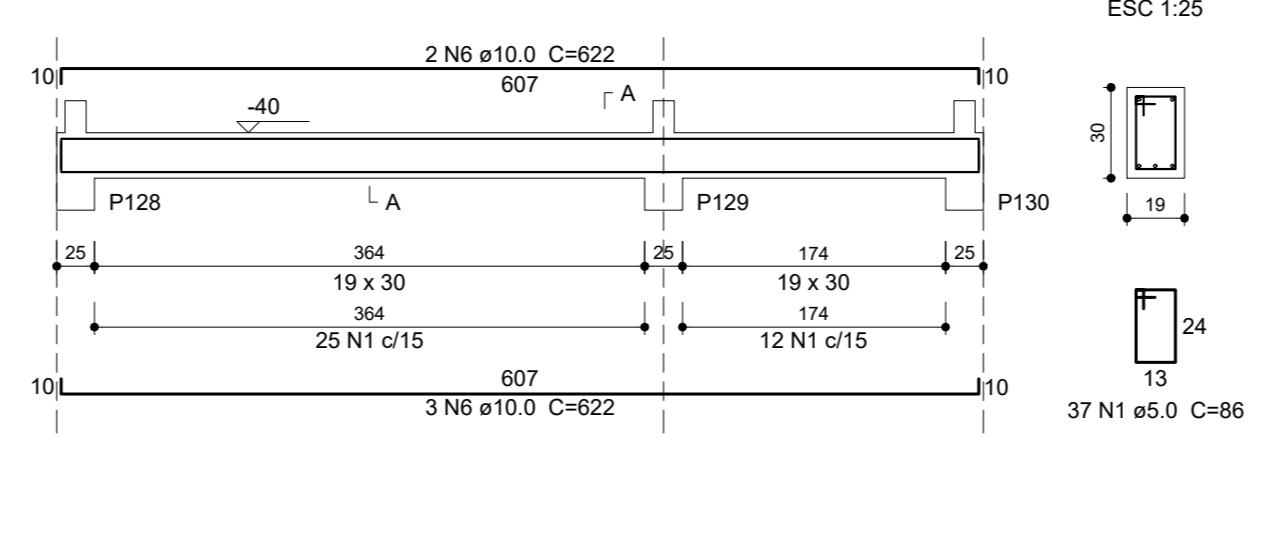 ESC 1:25
2 N6 ø10.0 C=622
10
607
10
A
-40
30
P128
A
P129
P130
19
25
364
25
174
25
19 x 30
19 x 30
364
174
25 N1 c/15
12 N1 c/15
24
13
37 N1 ø5.0 C=86
10
607
10
3 N6 ø10.0 C=622